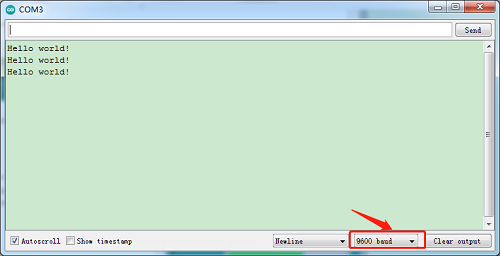 COM3
Send
Hello world!
Hello world!
Hello world!
Autoscroll Show timestamp Newline 9600 baud Clear output